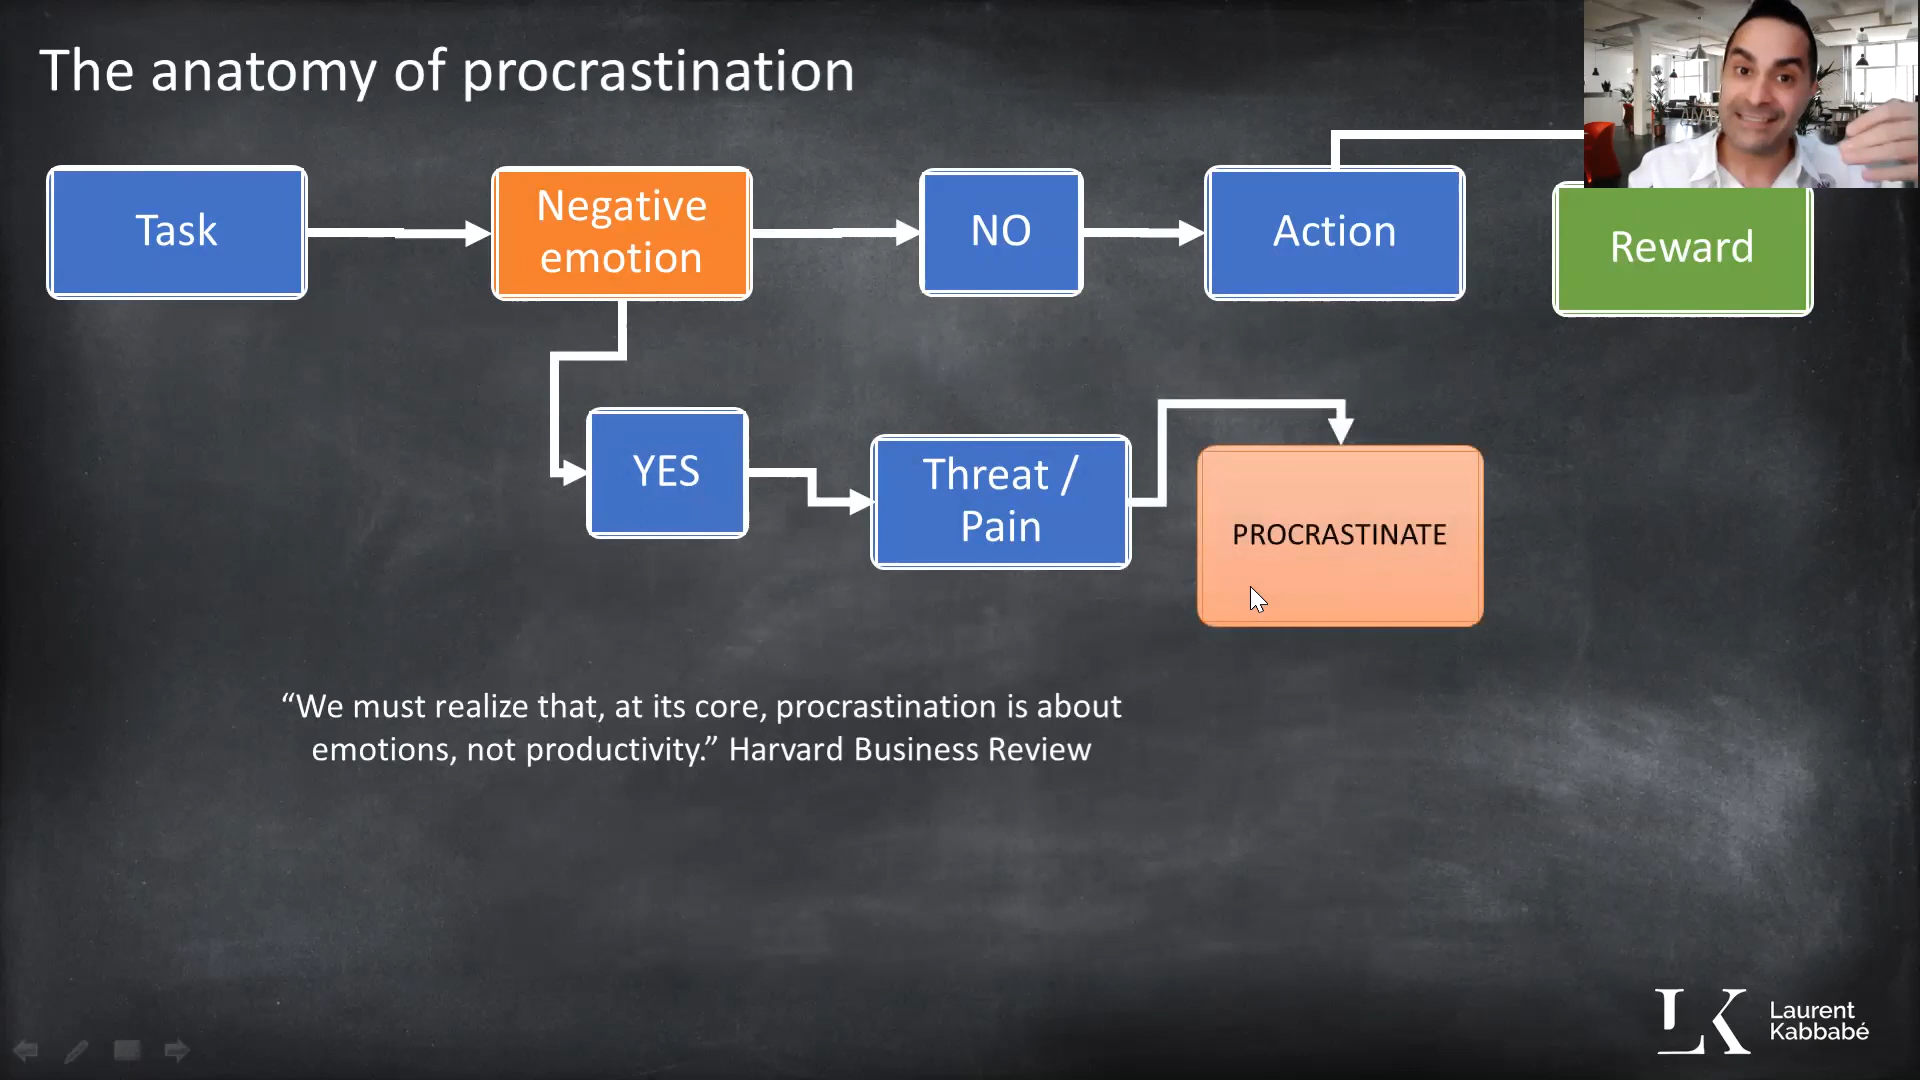 The anatomy of procrastination
Task
Negative
emotion
NO
Action
Reward
YES
Threat /
Pain
PROCRASTINATE
“We must realize that, at its core, procrastination is about
emotions, not productivity.” Harvard Business Review
LK
Laurent
Kabbabé